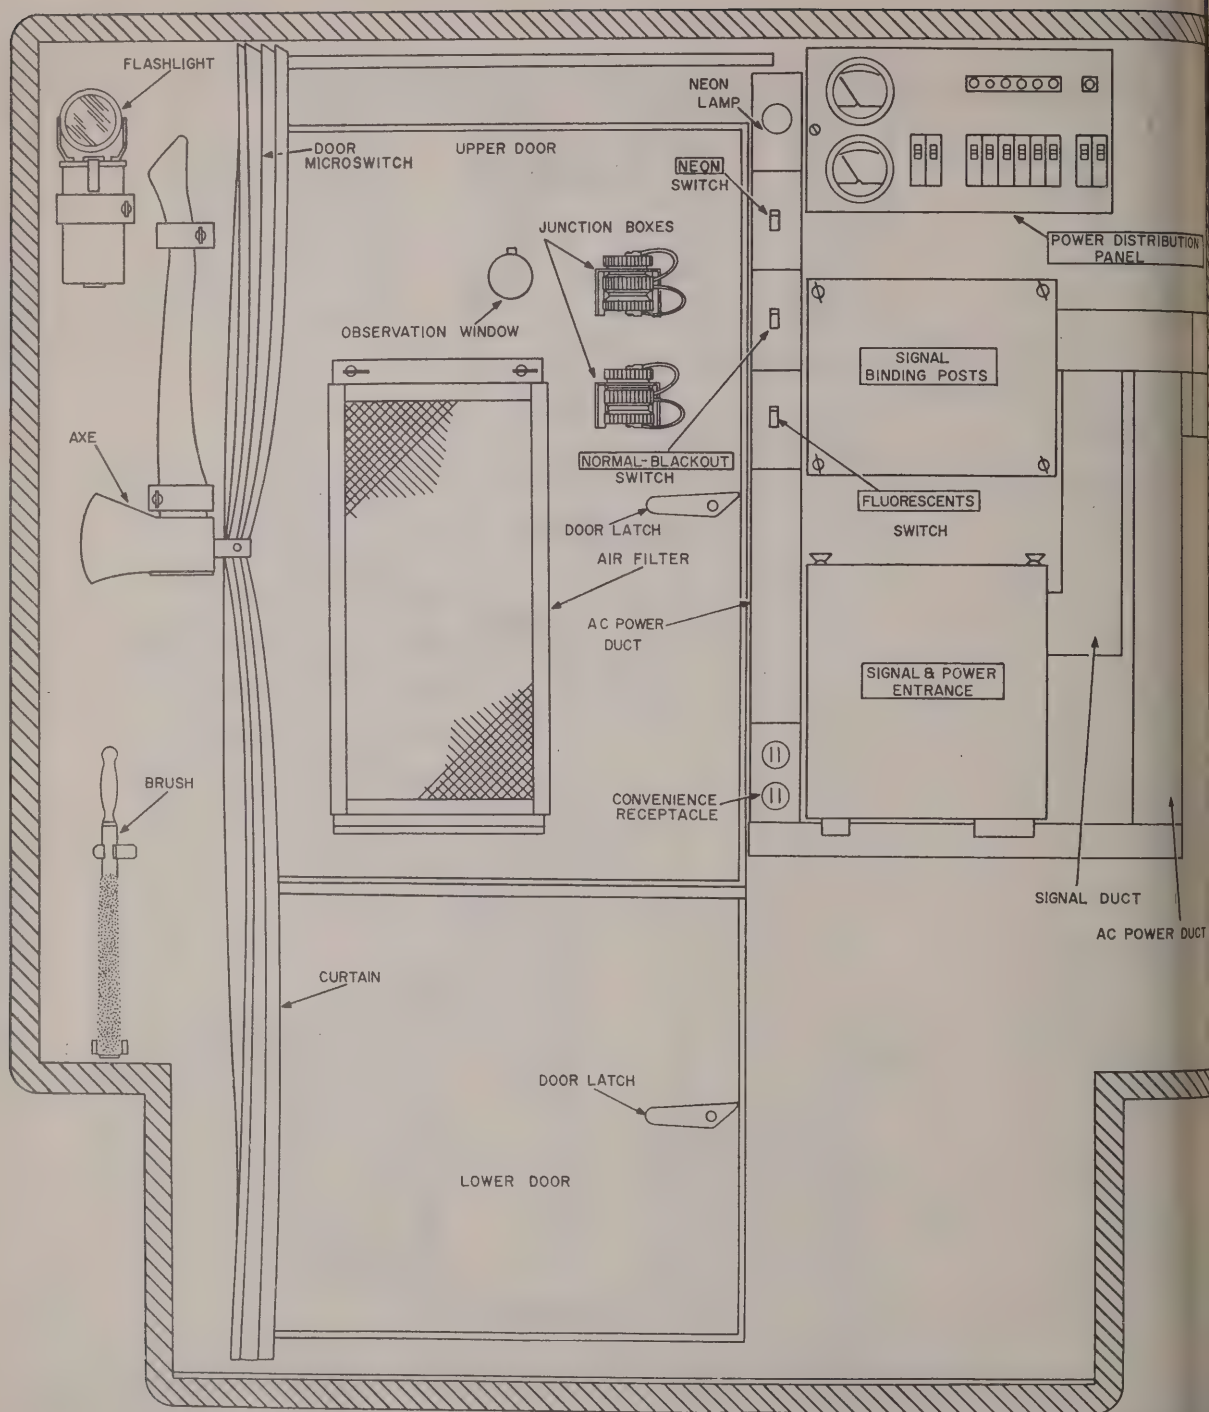 FLASHLIGHT
DOOR
MICROSWITCH
UPPER DOOR
NEON
LAMP
NEON
SWITCH
JUNCTION BOXES
POWER DISTRIBUTION
PANEL
OBSERVATION WINDOW
SIGNAL
BINDING POSTS
AXE
NORMAL-BLACKOUT
SWITCH
FLUORESCENTS
SWITCH
DOOR LATCH
AIR FILTER
AC POWER
DUCT
SIGNAL & POWER
ENTRANCE
BRUSH
CONVENIENCE
RECEPTACLE
SIGNAL DUCT
AC POWER DUCT
CURTAIN
DOOR LATCH
LOWER DOOR